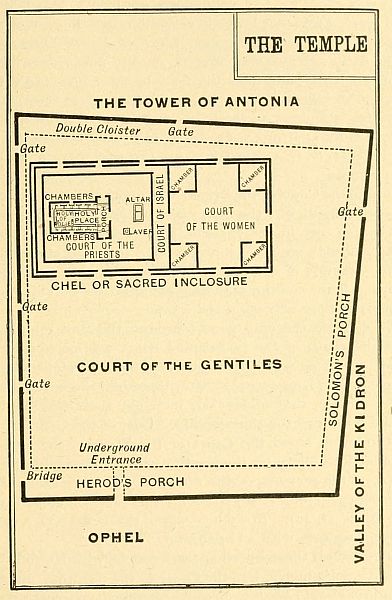 THE TEMPLE
THE TOWER OF ANTONIA
Double Cloister
Gate
Gate
CHAMBER
CHAMBER
CHAMBERS
HOLY OF HOLIES
HOLY PLACE
PORCH
CHAMBERS
ALTAR
LAVER
COURT OF THE
PRIESTS
COURT OF ISRAEL
COURT
OF THE WOMEN
CHAMBER
CHAMBER
Gate
CHEL OR SACRED INCLOSURE
Gate
COURT OF THE GENTILES
Gate
SOLOMON'S PORCH
VALLEY OF THE KIDRON
Underground
Entrance
Bridge
HEROD'S PORCH
OPHEL